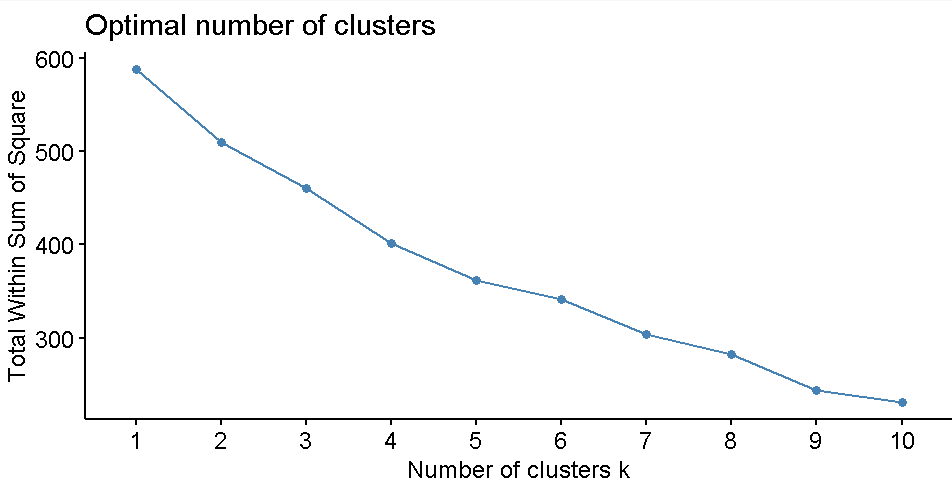 Optimal number of clusters
Total Within Sum of Square
600
500
400
300
1 2 3 4 5 6 7 8 9 10
Number of clusters k